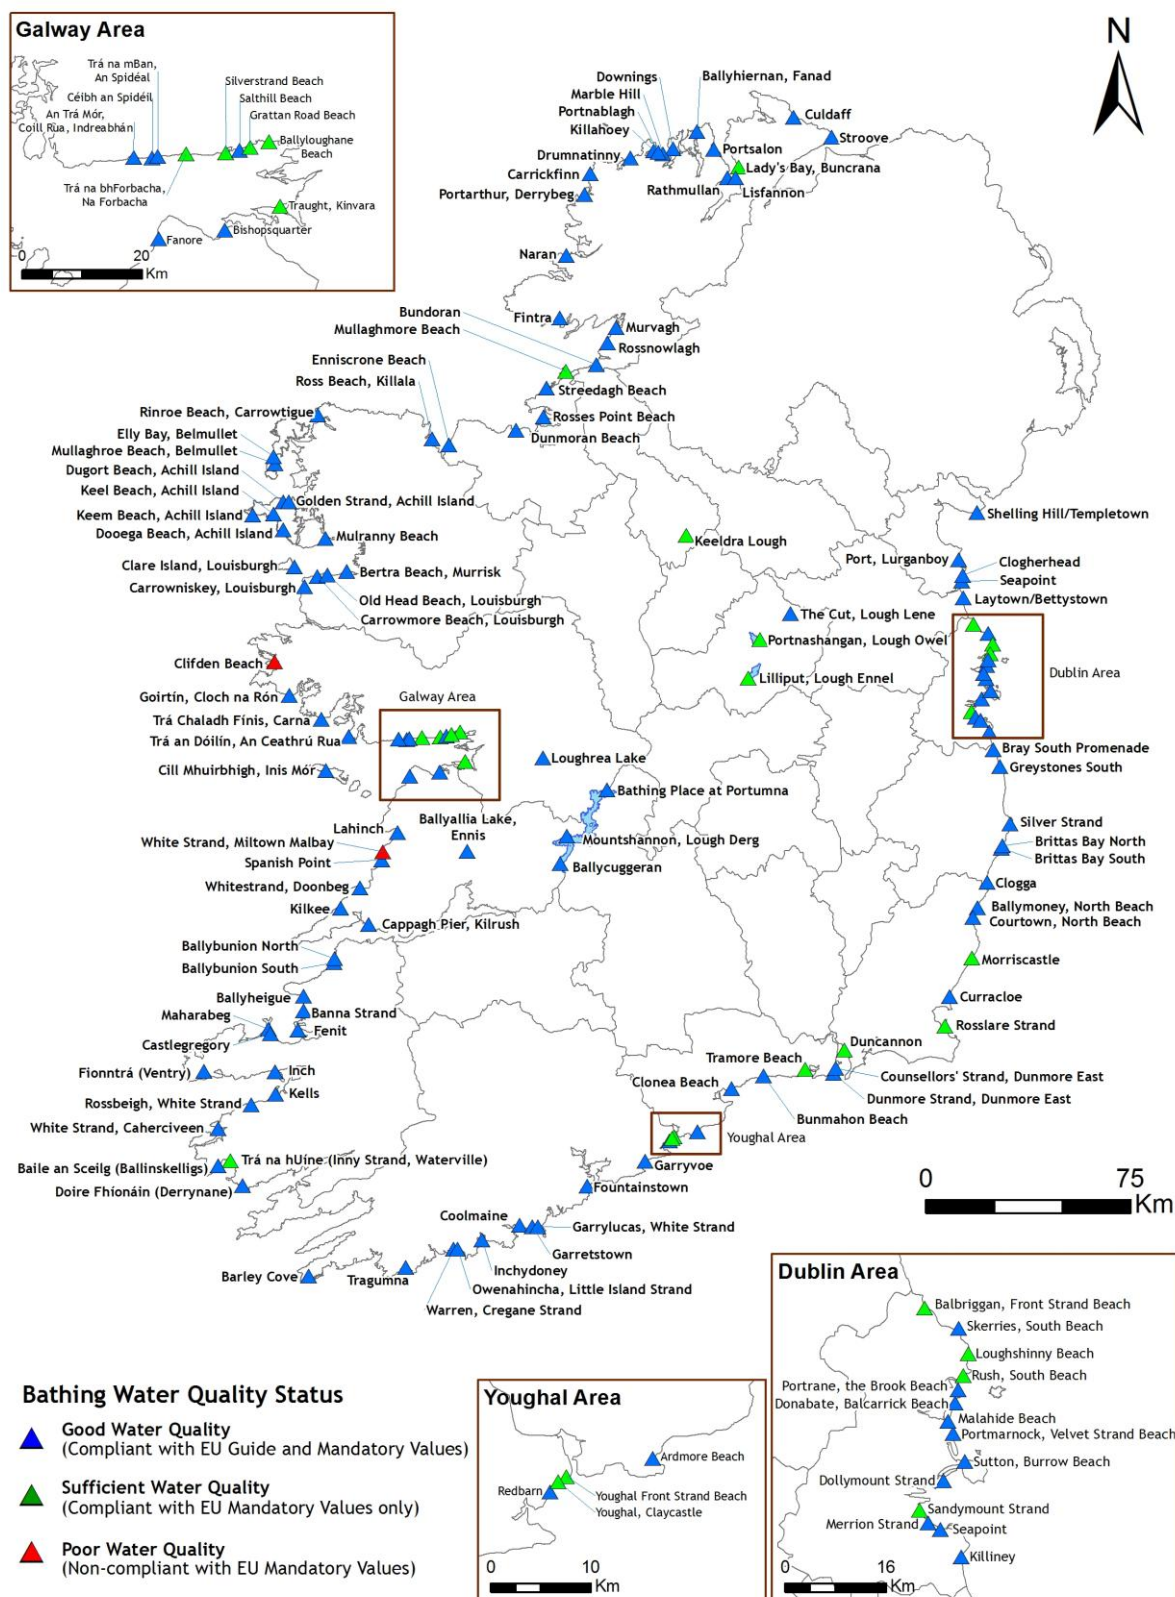 Galway Area
Trá na mBan,
An Spidéal
Céibh an Spidéil
An Trá Mór,
Coill Rua, Indreabhán
Silverstrand Beach
Salthill Beach
Grattan Road Beach
Ballyloughane
Beach
Trá na bhForbacha,
Na Forbacha
Traught, Kinvara
Bishopsquarter
Fanore
0 20
Km
N
Downings
Marble Hill
Portnablagh
Killahoey
Drumnatinny
Carrickfinn
Portarthur, Derrybeg
Ballyhiernan, Fanad
Culdaff
Stroove
Portsalon
Lady's Bay, Buncrana
Rathmullan
Lisfannon
Naran
Fintra
Bundoran
Mullaghmore Beach
Murvagh
Rossnowlagh
Enniscrone Beach
Ross Beach, Killala
Streedagh Beach
Rosses Point Beach
Dunmoran Beach
Rinroe Beach, Carrowtigue
Elly Bay, Belmullet
Mullaghroe Beach, Belmullet
Dugort Beach, Achill Island
Keel Beach, Achill Island
Golden Strand, Achill Island
Keem Beach, Achill Island
Dooega Beach, Achill Island
Mulranny Beach
Clare Island, Louisburgh
Bertra Beach, Murrisk
Carrowniskey, Louisburgh
Old Head Beach, Louisburgh
Carrowmore Beach, Louisburgh
Keeldra Lough
Shelling Hill/Templetown
Port, Lurganboy
Clogherhead
Seapoint
Laytown/Bettystown
The Cut, Lough Lene
Portnashangan, Lough Owel
Lilliput, Lough Ennel
Dublin Area
Clifden Beach
Goirtín, Cloch na Rón
Trá Chaladh Fínis, Carna
Trá an Dóilín, An Ceathrú Rua
Cill Mhuirbhigh, Inis Mór
Galway Area
Loughrea Lake
Bathing Place at Portumna
Ballyallia Lake,
Ennis
Mountshannon, Lough Derg
Ballycuggeran
Lahinch
White Strand, Miltown Malbay
Spanish Point
Whitestrand, Doonbeg
Kilkee
Cappagh Pier, Kilrush
Bray South Promenade
Greystones South
Silver Strand
Brittas Bay North
Brittas Bay South
Clogga
Ballymoney, North Beach
Courtown, North Beach
Morriscastle
Curracloe
Rosslare Strand
Ballybunion North
Ballybunion South
Ballyheigue
Banna Strand
Maharabeg
Fenit
Castlegregory
Fionntrá (Ventry)
Inch
Kells
Rossbeigh, White Strand
White Strand, Caherciveen
Trá na hUíne (Inny Strand, Waterville)
Baile an Sceilg (Ballinskelligs)
Doire Fhíonáin (Derrynane)
Duncannon
Tramore Beach
Counsellors' Strand, Dunmore East
Clonea Beach
Dunmore Strand, Dunmore East
Bunmahon Beach
Youghal Area
Garryvoe
Fountainstown
Coolmaine
Garrylucas, White Strand
Garretstown
Inchydoney
Barley Cove
Tragumna
Owenahincha, Little Island Strand
Warren, Cregane Strand
0 75
Km
Bathing Water Quality Status
Good Water Quality
(Compliant with EU Guide and Mandatory Values)
Sufficient Water Quality
(Compliant with EU Mandatory Values only)
Poor Water Quality
(Non-compliant with EU Mandatory Values)
Youghal Area
Ardmore Beach
Redbarn
Youghal Front Strand Beach
Youghal, Claycastle
0 10
Km
Dublin Area
Balbriggan, Front Strand Beach
Skerries, South Beach
Loughshinny Beach
Rush, South Beach
Portrane, the Brook Beach
Donabate, Balcarrick Beach
Malahide Beach
Portmarnock, Velvet Strand Beach
Sutton, Burrow Beach
Dollymount Strand
Sandymount Strand
Merrion Strand
Seapoint
Killiney
0 16
Km